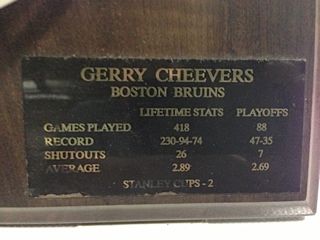 GERRY CHEEVERS
BOSTON BRUINS
LIFETIME STATS PLAYOFFS
GAMES PLAYED 418 88
RECORD 230-94-74 47-35
SHUTOUTS 26 7
AVERAGE 2.89 2.69
STANLEY CUPS - 2